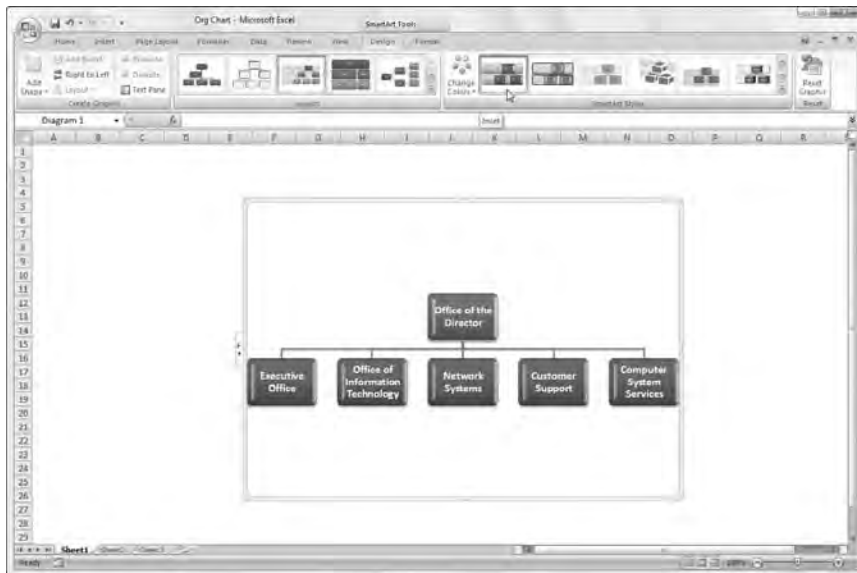 Org Chart - Microsoft Excel
SmartArt Tools
Home Insert Page Layout Formulas Data Review View Design Format
Add Shape
Add Bullet
Right to Left
Layout
Promote
Demote
Text Pane
Create Graphic
Layouts
Change Colors
SmartArt Styles
Reset Graphic
Reset
Diagram 1
fx
Inset
A B C D E F G H I J K L M N O P Q R
1
2
3
4
5
6
7
8
9
10
11
12
13
14
15
16
17
18
19
20
21
22
23
24
25
26
27
28
29
Office of the
Director
Executive
Office
Office of
Information
Technology
Network
Systems
Customer
Support
Computer
System
Services
Sheet1 Sheet2 Sheet3
Ready
100%